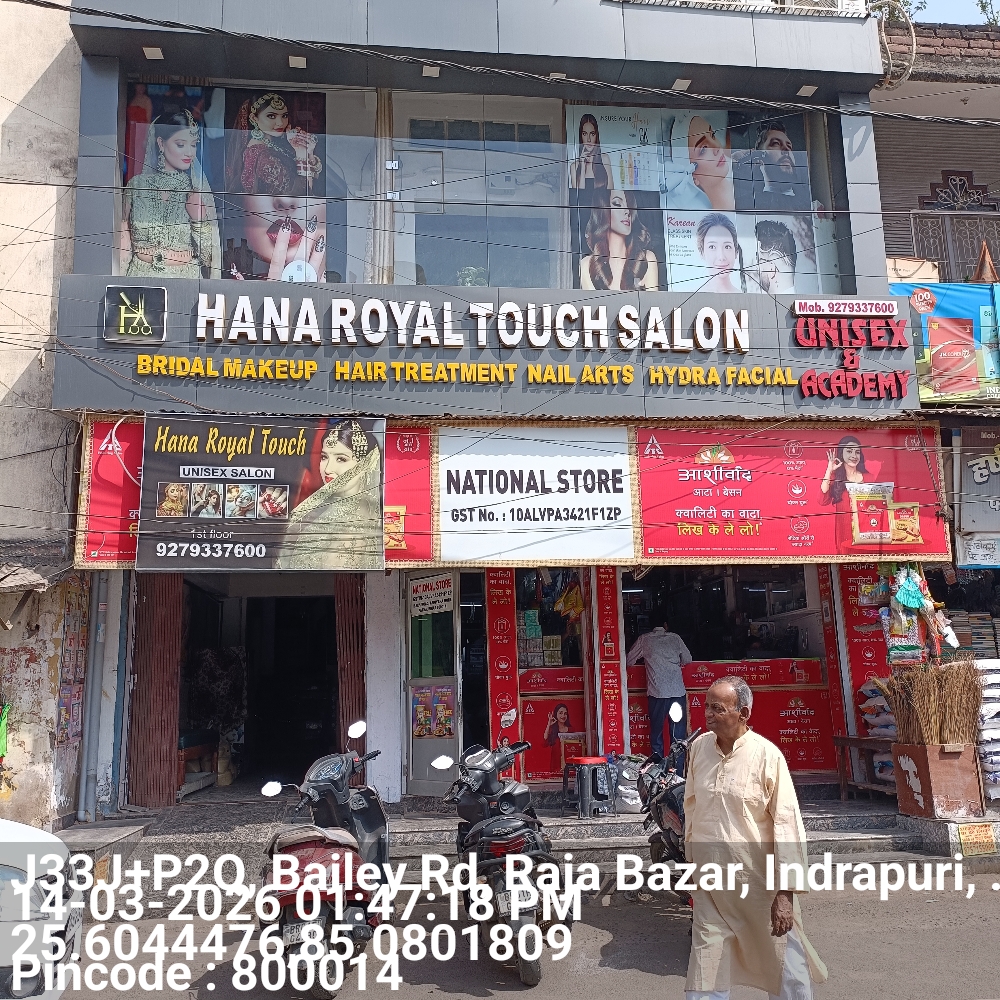 HANA ROYAL TOUCH SALON
Mob. 9279337600
UNISEX
&
ACADEMY
BRIDAL MAKEUP HAIR TREATMENT NAIL ARTS HYDRA FACIAL
Korean
Hana Royal Touch
UNISEX SALON
1st floor
9279337600
NATIONAL STORE
GST No. : 10ALVPA3421F1ZP
आशीर्वाद
आटा । बेसन
क्वालिटी का वादा,
लिख के ले लो!
NATIONAL STORE
क्वालिटी
का वादा,
लिख के
ले लो!
आशीर्वाद
J33J+P2Q, Bailey Rd, Raja Bazar, Indrapuri, .
14-03-2026 01:47:18 PM
25.6044476,85.0801809
Pincode : 800014